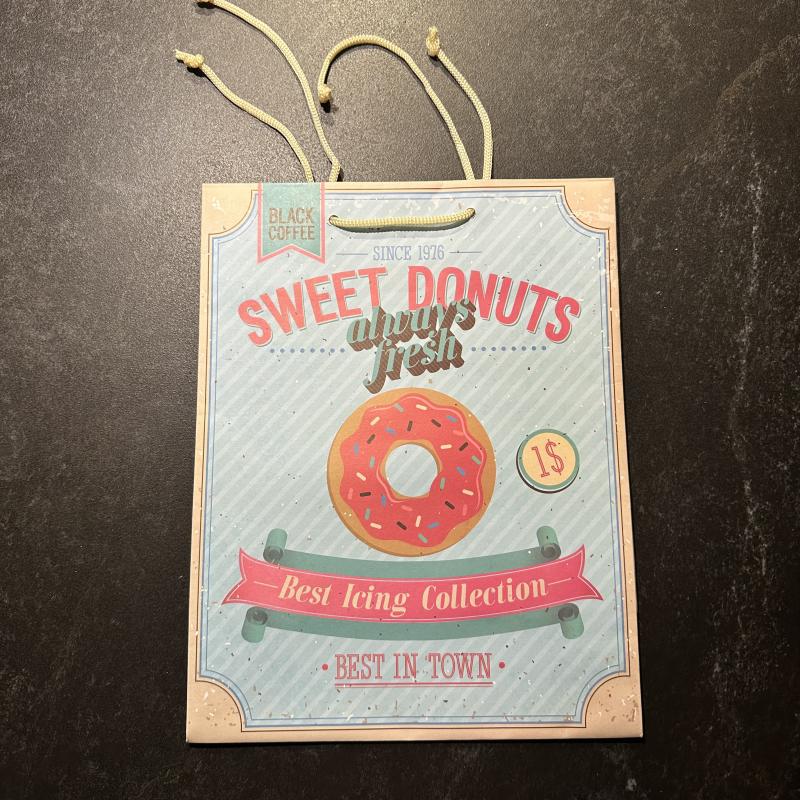 BLACK
COFFEE
SINCE 1976
SWEET DONUTS
always
fresh
1$
Best Icing Collection
• BEST IN TOWN •